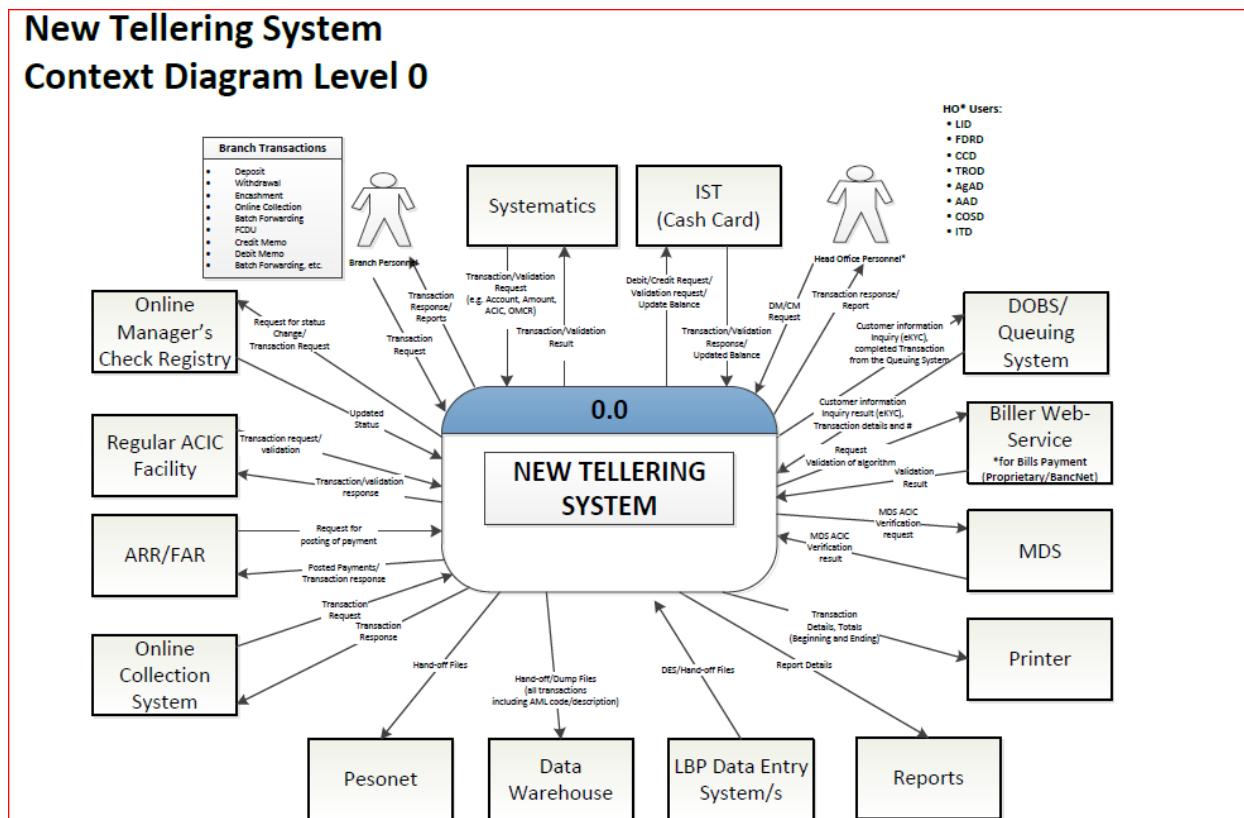 New Tellering System
Context Diagram Level 0
HO* Users:
• LID
• FDRD
• CCD
• TROD
• AgAD
• AAD
• COSD
• ITD
Branch Transactions
• Deposit
• Withdrawal
• Encashment
• Online Collection
• Batch Forwarding
• FCDU
• Credit Memo
• Debit Memo
• Batch Forwarding, etc.
Branch Personnel
Systematics
IST
(Cash Card)
Head Office Personnel*
Transaction
Response/
Reports
Transaction
Request
Transaction/Validation
Request
(e.g. Account, Amount,
ACIC, OMCR)
Transaction/Validation
Result
Debit/Credit Request/
Validation request/
Update Balance
Transaction/Validation
Response/
Updated Balance
DM/CM
Request
Transaction response/
Report
Online
Manager's
Check Registry
Request for status
Change/
Transaction Request
Updated
Status
Customer information
Inquiry (eKYC),
completed Transaction
from the Queuing System
DOBS/
Queuing
System
Customer information
Inquiry result (eKYC),
Transaction details and #
0.0
NEW TELLERING
SYSTEM
Regular ACIC
Facility
Transaction request/
validation
Transaction/validation
response
Request
Validation of algorithm
Validation
Result
Biller Web-
Service
*for Bills Payment
(Proprietary/BancNet)
ARR/FAR
Request for
posting of payment
Posted Payments/
Transaction response
MDS ACIC
Verification
request
MDS ACIC
Verification
result
MDS
Online
Collection
System
Transaction
Request
Transaction
Response
Transaction
Details, Totals
(Beginning and Ending)
Printer
Hand-off Files
Hand-off/Dump Files
(all transactions
including AML code/description)
DES/Hand-off Files
Report Details
Pesonet
Data
Warehouse
LBP Data Entry
System/s
Reports